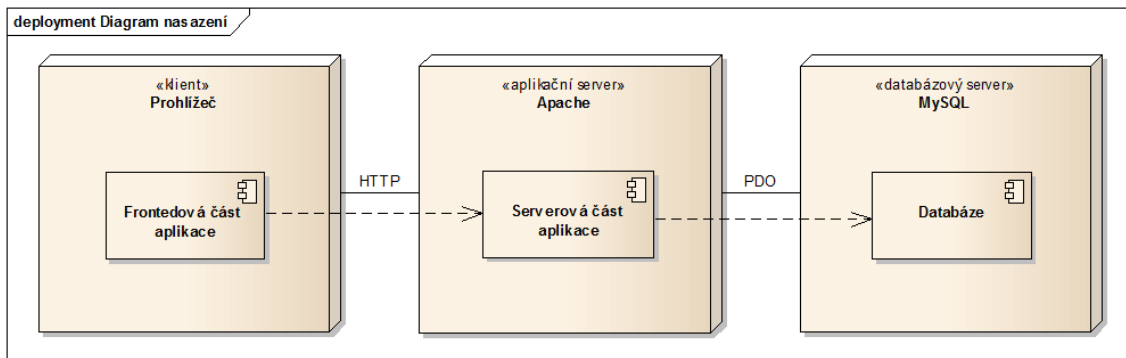 deployment Diagram nasazení
«klient»
Prohlížeč
«aplikační server»
Apache
«databázový server»
MySQL
HTTP
PDO
Frontedová část
aplikace
Serverová část
aplikace
Databáze